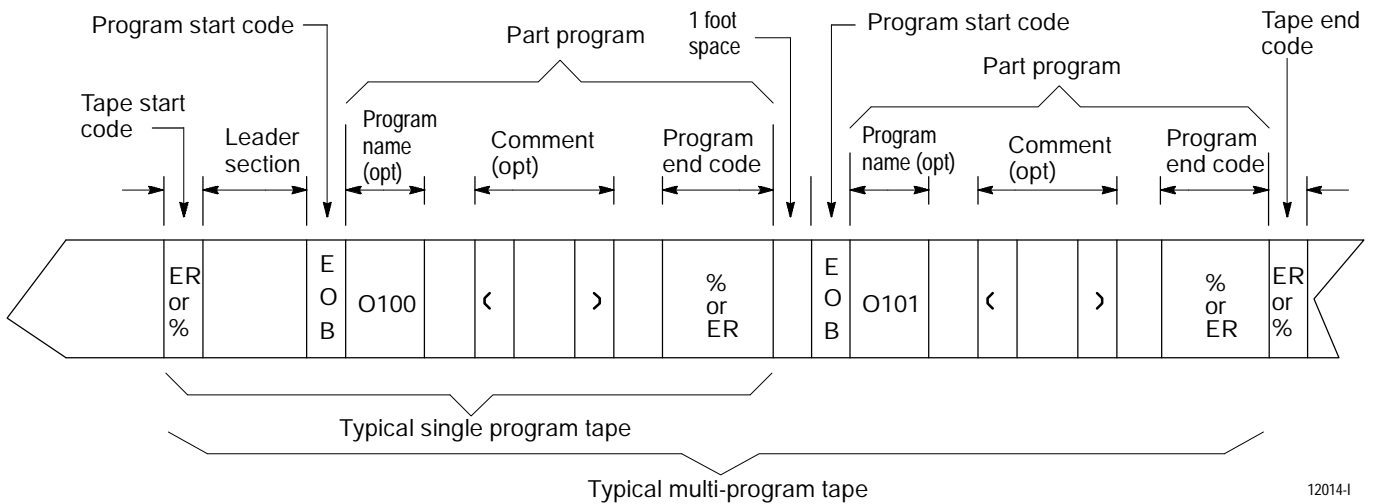 Program start code
Part program
1 foot
space
Program start code
Tape end
code
Part program
Tape start
code
Leader
section
Program
name
(opt)
Comment
(opt)
Program
end code
Program
name (opt)
Comment
(opt)
Program
end code
ER
or
%
E
O
B
O100
(
)
%
or
ER
E
O
B
O101
(
)
%
or
ER
ER
or
%
Typical single program tape
Typical multi-program tape
12014-I